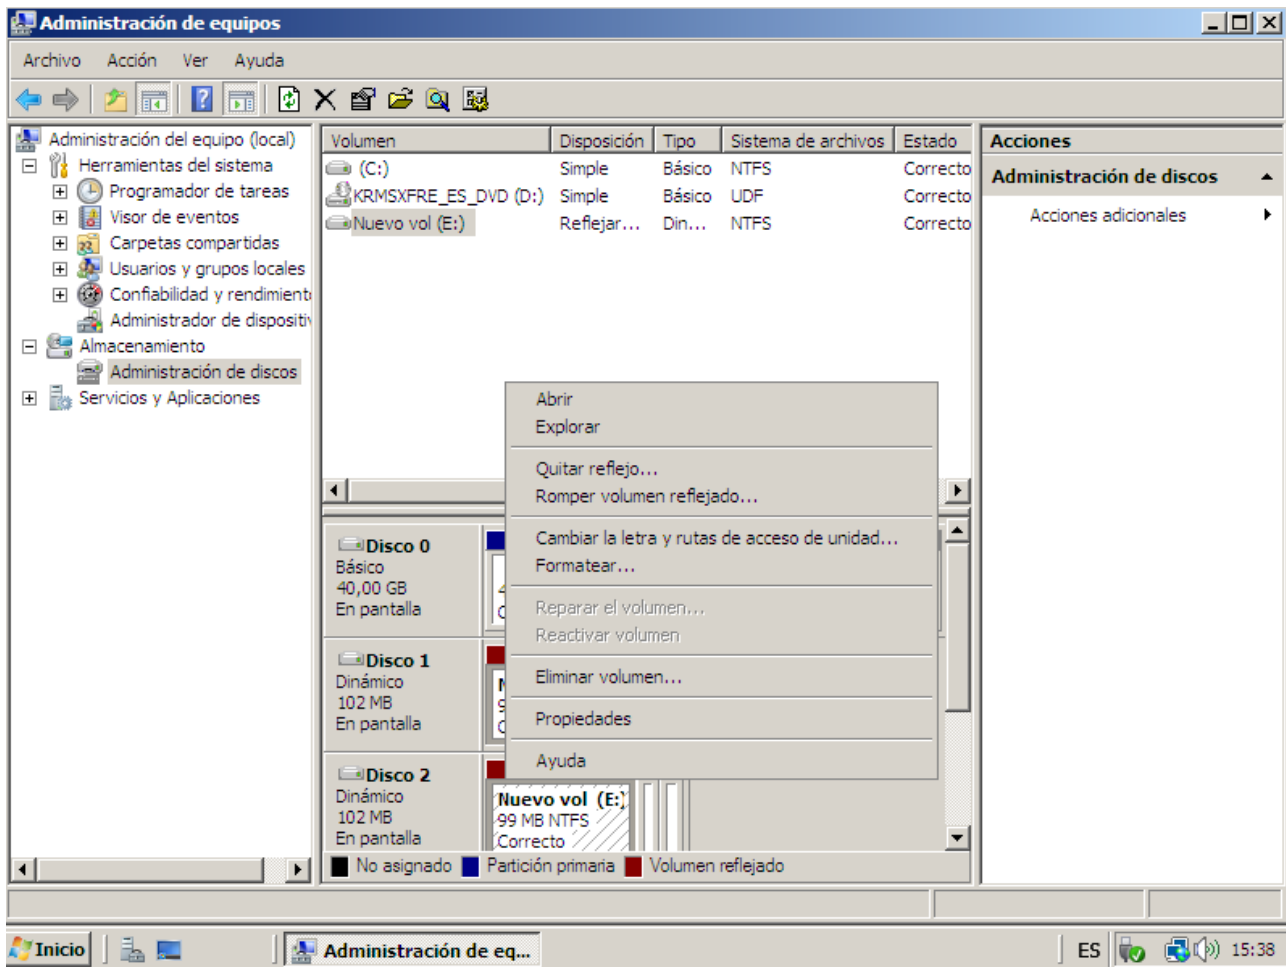 Administración de equipos
Archivo Acción Ver Ayuda
Administración del equipo (local)
Herramientas del sistema
Programador de tareas
Visor de eventos
Carpetas compartidas
Usuarios y grupos locales
Confiabilidad y rendimient
Administrador de dispositiv
Almacenamiento
Administración de discos
Servicios y Aplicaciones
Volumen Disposición Tipo Sistema de archivos Estado
(C:) Simple Básico NTFS Correcto
KRMSXFRE_ES_DVD (D:) Simple Básico UDF Correcto
Nuevo vol (E:) Reflejar... Din... NTFS Correcto
Abrir
Explorar
Quitar reflejo...
Romper volumen reflejado...
Cambiar la letra y rutas de acceso de unidad...
Formatear...
Reparar el volumen...
Reactivar volumen
Eliminar volumen...
Propiedades
Ayuda
Disco 0
Básico
40,00 GB
En pantalla
Disco 1
Dinámico
102 MB
En pantalla
Disco 2
Dinámico
102 MB
En pantalla
Nuevo vol (E:)
99 MB NTFS
Correcto
No asignado Partición primaria Volumen reflejado
Acciones
Administración de discos
Acciones adicionales
Inicio
Administración de eq...
ES
15:38